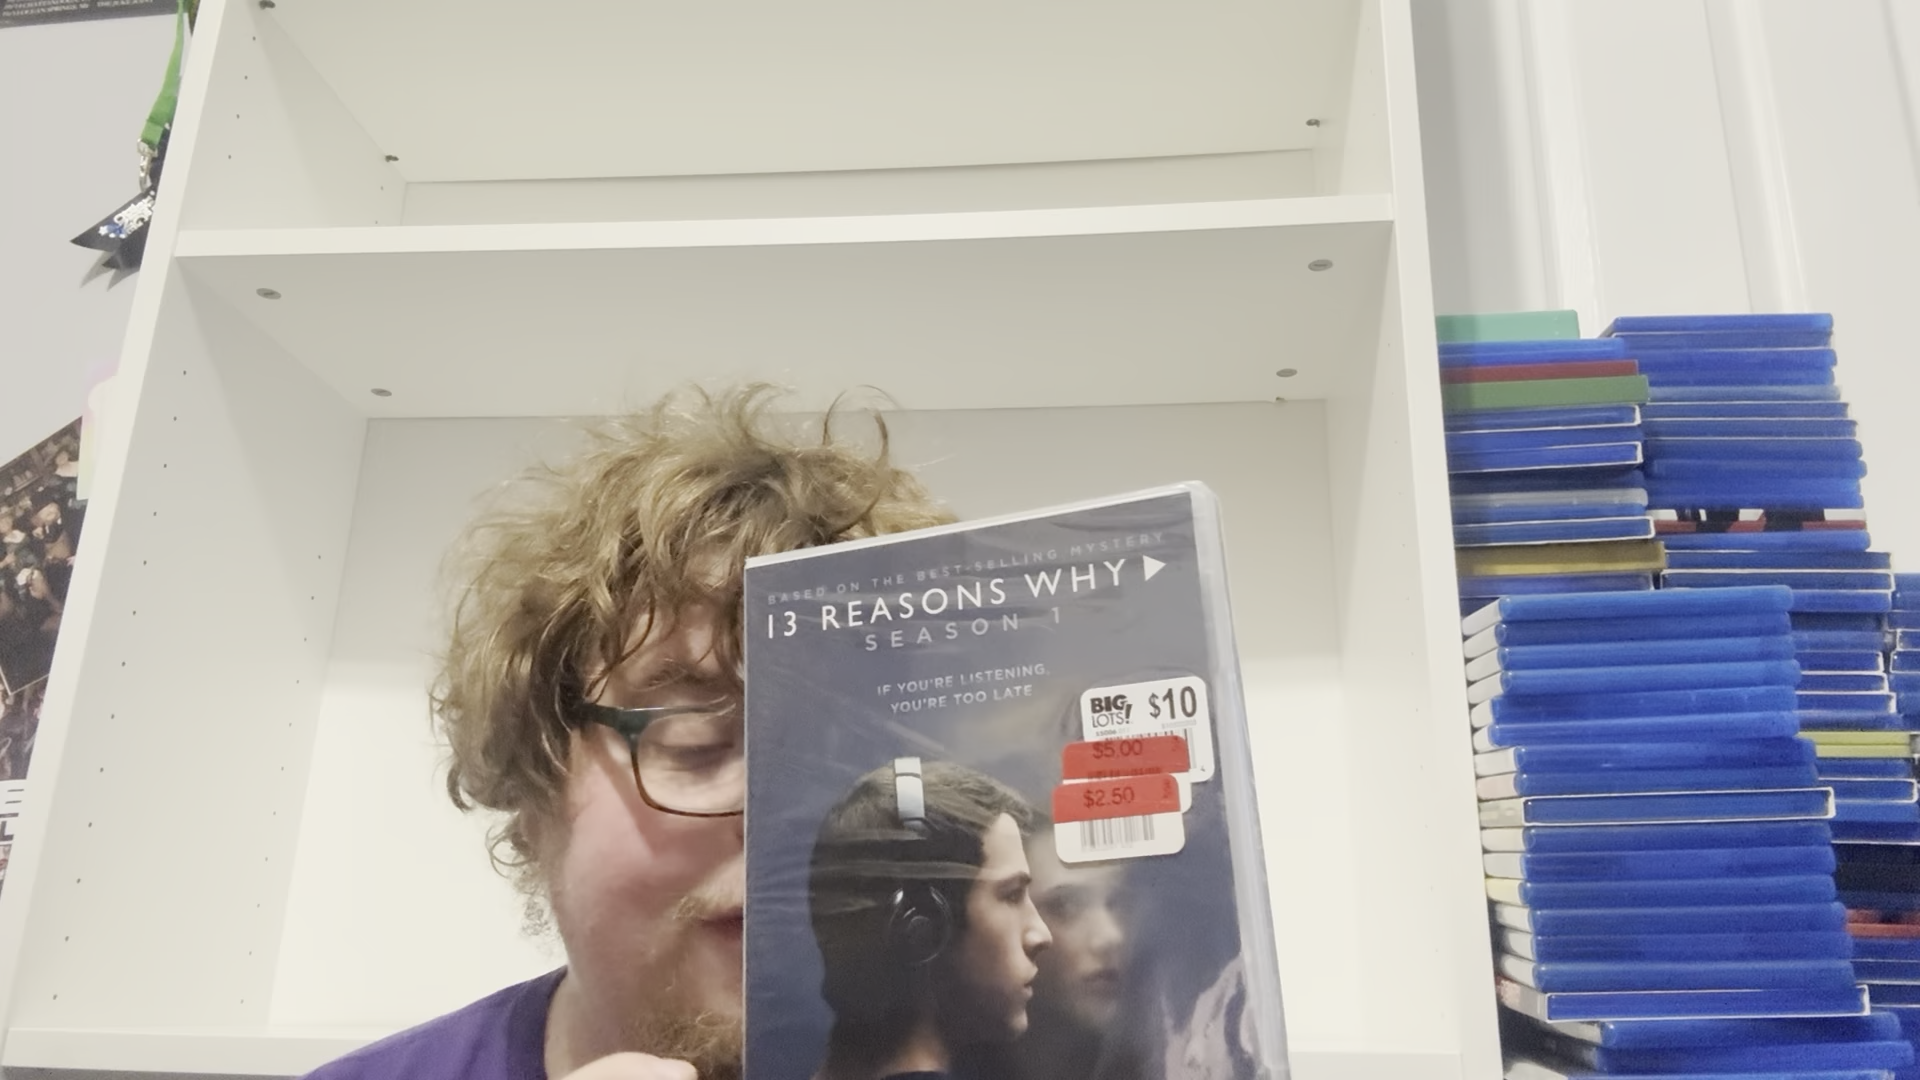 BASED ON THE BEST-SELLING MYSTERY
13 REASONS WHY
SEASON 1
IF YOU'RE LISTENING,
YOU'RE TOO LATE
BIG
LOTS! $10
$5.00
$2.50